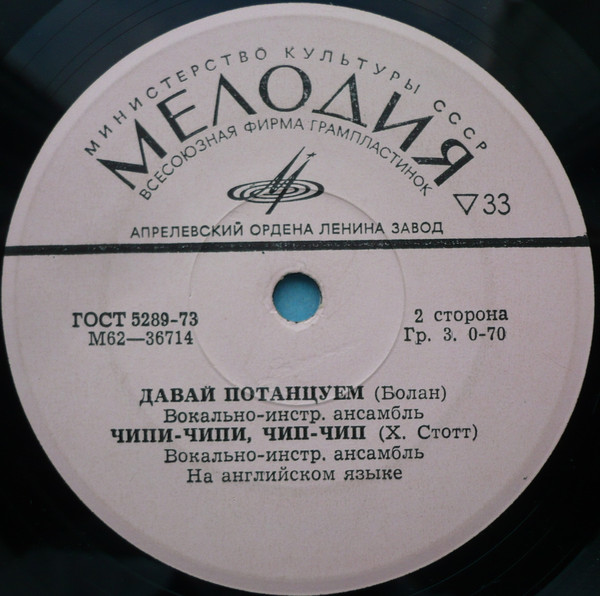 МИНИСТЕРСТВО КУЛЬТУРЫ СССР
МЕЛОДИЯ
ВСЕСОЮЗНАЯ ФИРМА ГРАМПЛАСТИНОК
▽33
АПРЕЛЕВСКИЙ ОРДЕНА ЛЕНИНА ЗАВОД
ГОСТ 5289-73
М62—36714
2 сторона
Гр. 3. 0-70
ДАВАЙ ПОТАНЦУЕМ (Болан)
Вокально-инстр. ансамбль
ЧИПИ-ЧИПИ, ЧИП-ЧИП (Х. Стотт)
Вокально-инстр. ансамбль
На английском языке